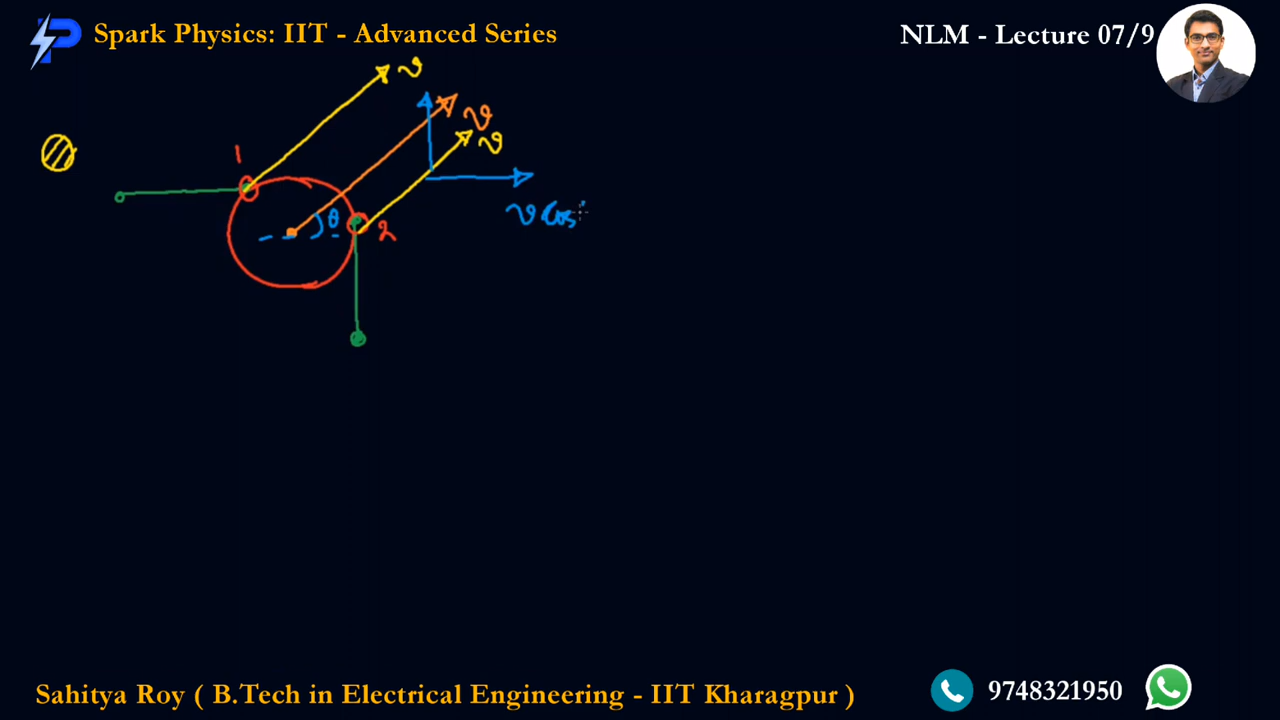 Spark Physics: IIT - Advanced Series
NLM - Lecture 07/9
v
v
v
1
θ
2
v cos
Sahitya Roy ( B.Tech in Electrical Engineering - IIT Kharagpur )
9748321950